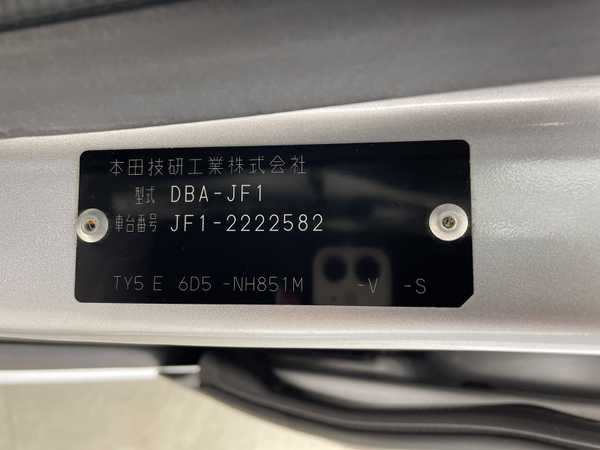 本田技研工業株式会社
型式 DBA-JF1
車台番号 JF1-2222582
TY5E 6D5 -NH851M -V -S